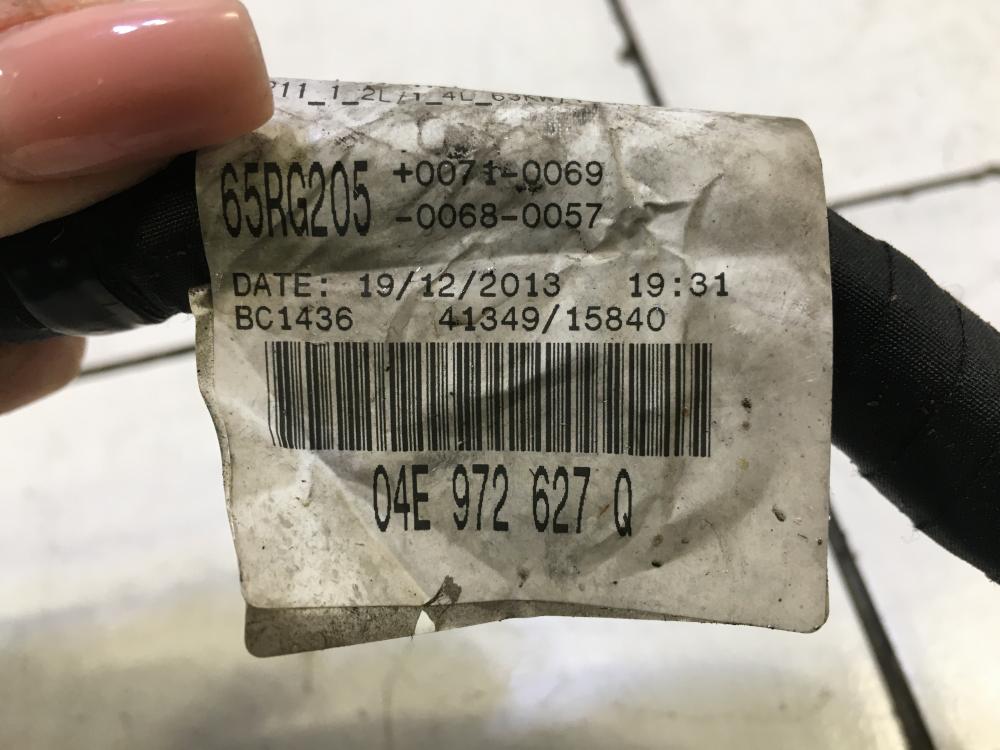 65RG205 +0071-0069
-0068-0057
DATE: 19/12/2013 19:31
BC1436 41349/15840
04E 972 627 Q